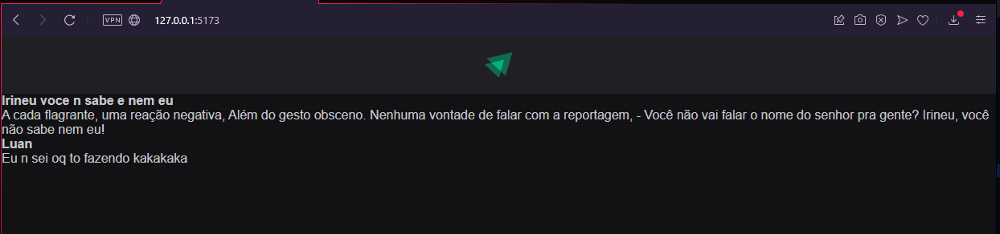 VPN 127.0.0.1:5173
Irineu voce n sabe e nem eu
A cada flagrante, uma reação negativa, Além do gesto obsceno. Nenhuma vontade de falar com a reportagem, - Você não vai falar o nome do senhor pra gente? Irineu, você
não sabe nem eu!
Luan
Eu n sei oq to fazendo kakakaka